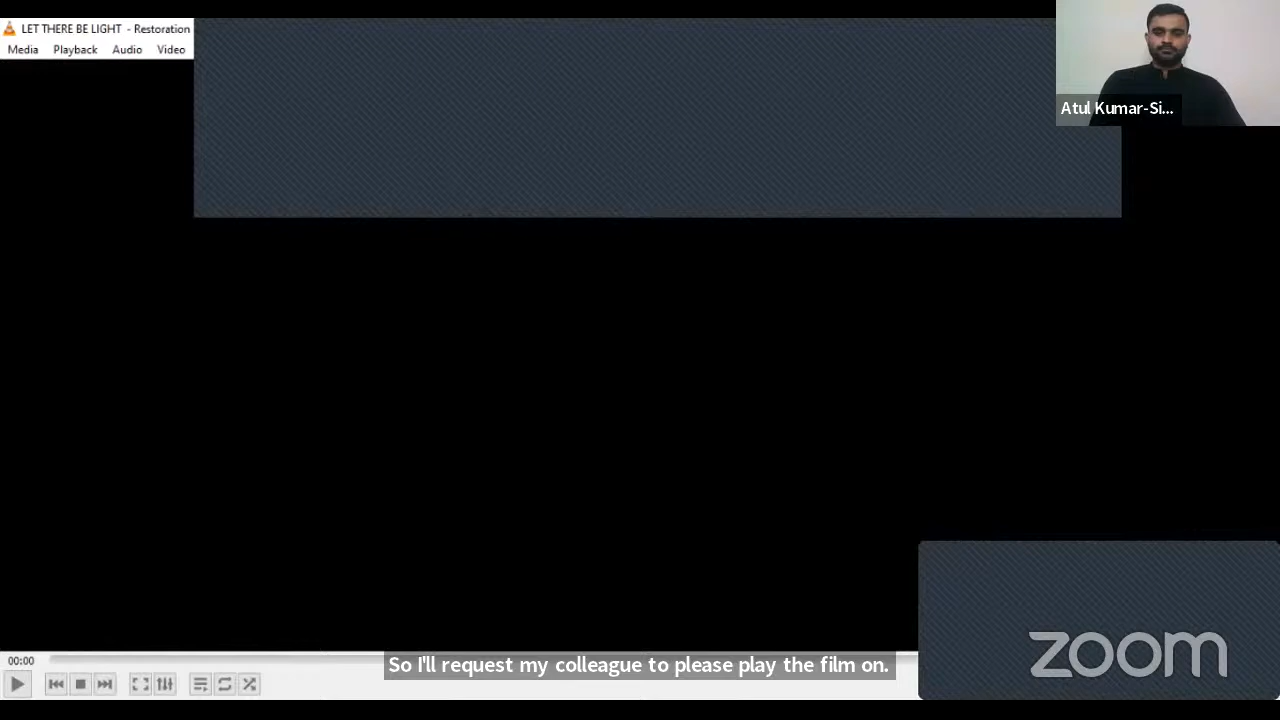 LET THERE BE LIGHT - Restoration
Media Playback Audio Video
Atul Kumar-Si...
00:00
So I'll request my colleague to please play the film on.
zoom